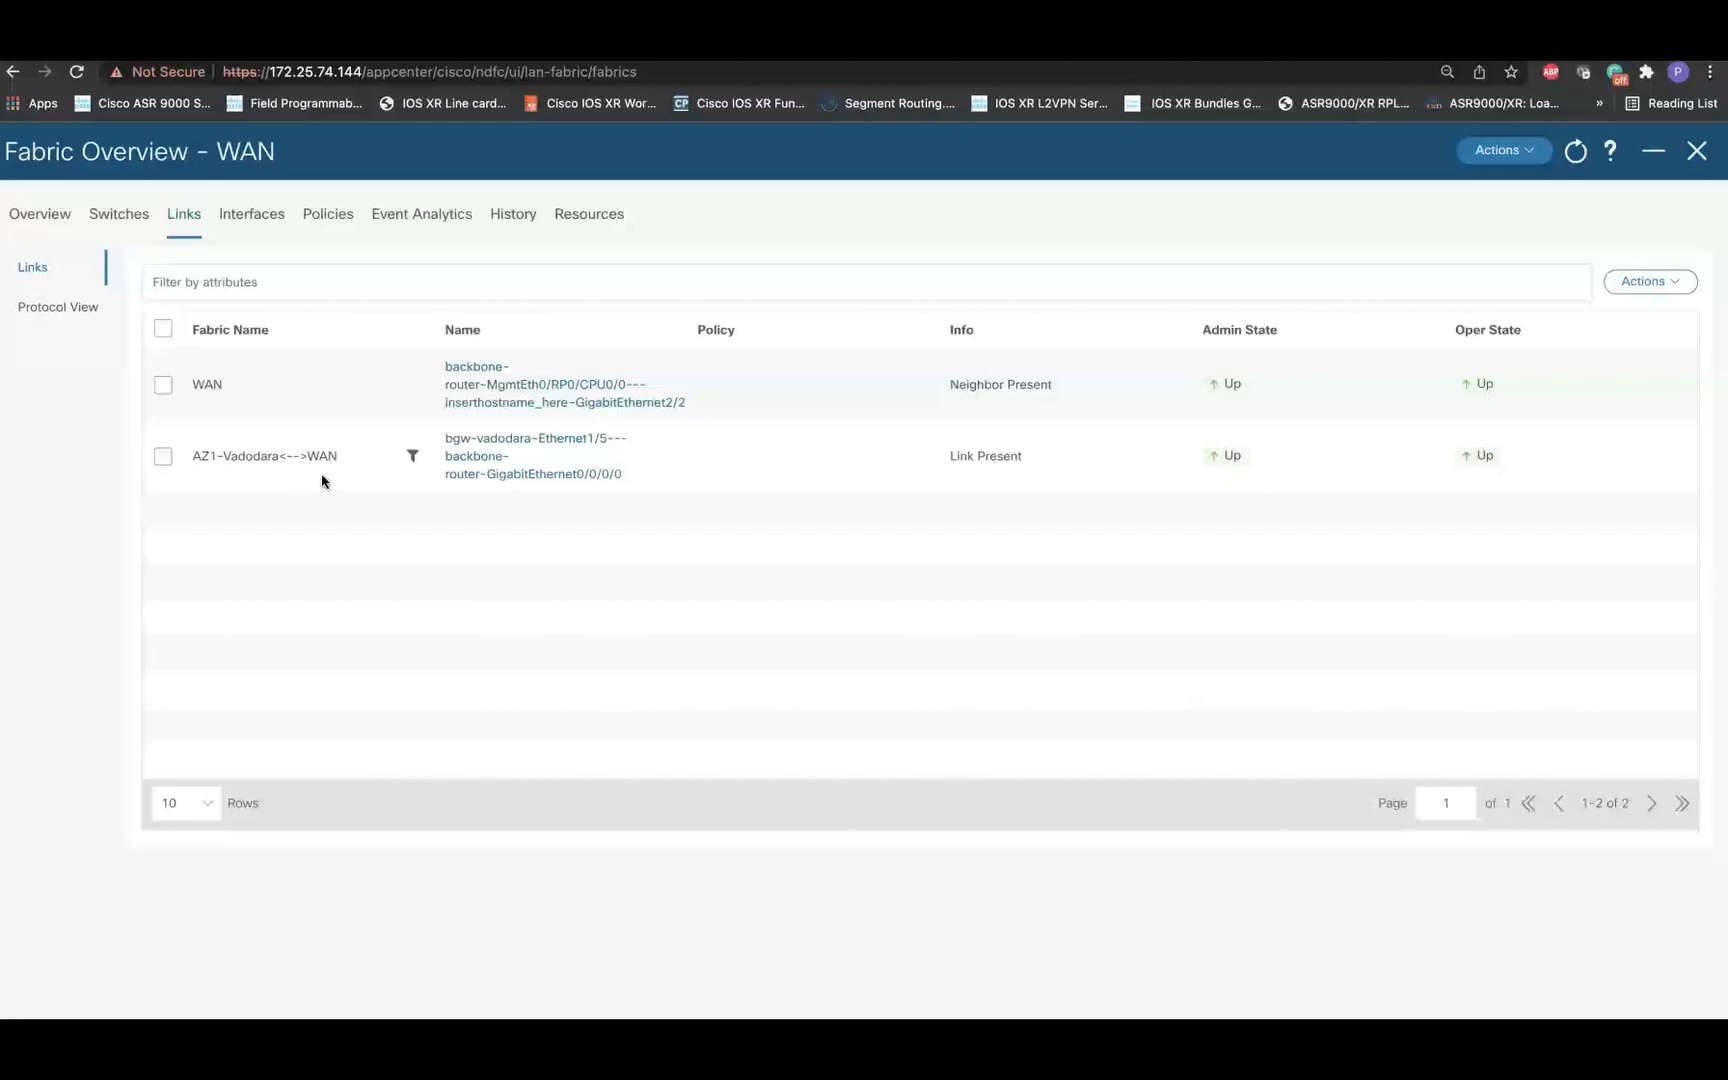 Not Secure | https://172.25.74.144/appcenter/cisco/ndfc/ui/lan-fabric/fabrics
ABP
P
off
Apps
Cisco ASR 9000 S...
Field Programmab...
IOS XR Line card...
Cisco IOS XR Wor...
CP
Cisco IOS XR Fun...
Segment Routing....
IOS XR L2VPN Ser...
IOS XR Bundles G...
ASR9000/XR RPL...
ASR9000/XR: Loa...
»
Reading List
Fabric Overview - WAN
Actions
?
Overview
Switches
Links
Interfaces
Policies
Event Analytics
History
Resources
Links
Protocol View
Filter by attributes
Actions
Fabric Name
Name
Policy
Info
Admin State
Oper State
WAN
backbone-
router~MgmtEth0/RP0/CPU0/0---
inserthostname_here~GigabitEthernet2/2
Neighbor Present
Up
Up
AZ1-Vadodara<-->WAN
bgw-vadodara~Ethernet1/5---
backbone-
router~GigabitEthernet0/0/0/0
Link Present
Up
Up
10
Rows
Page
1
of 1
1-2 of 2